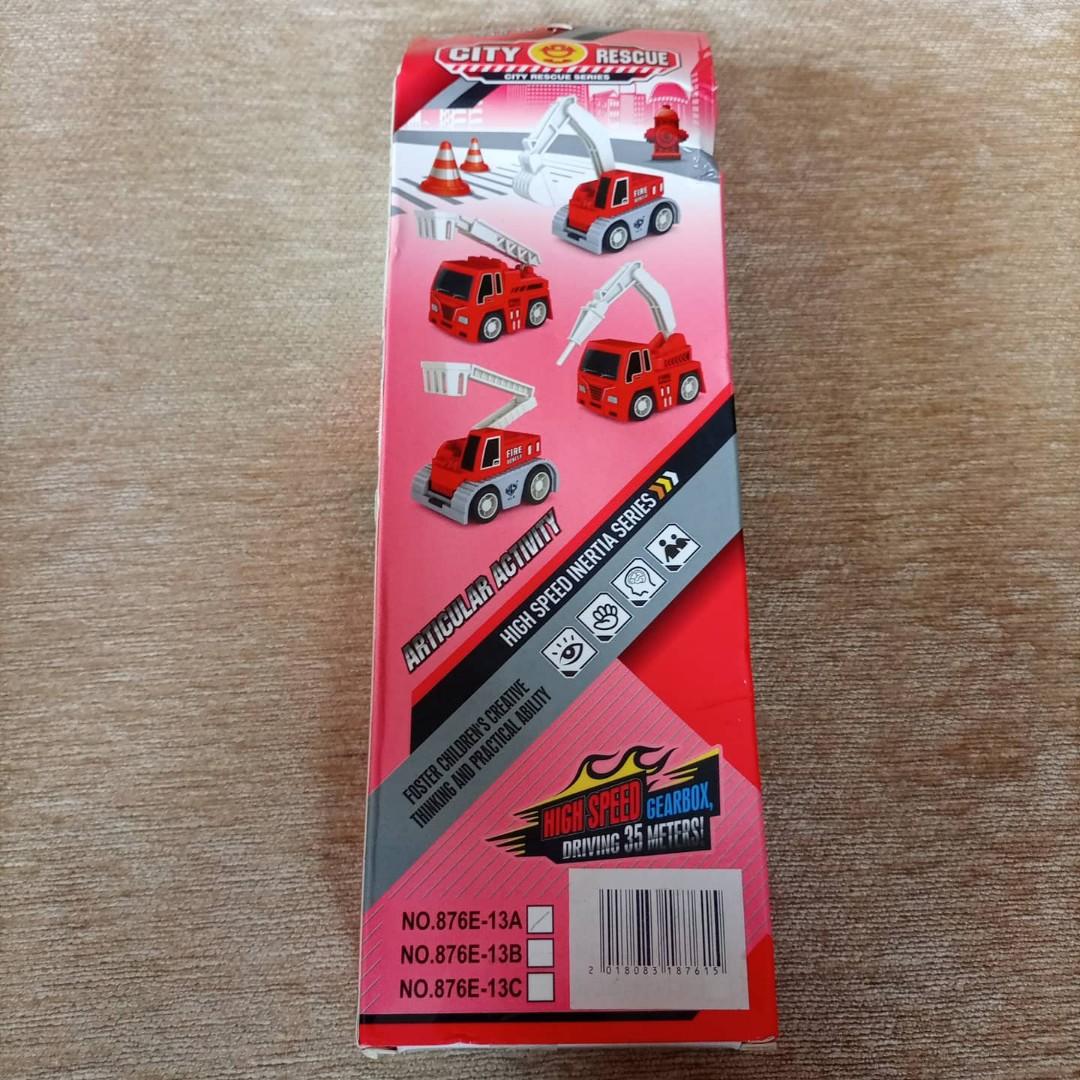 CITY RESCUE
CITY RESCUE SERIES
FIRE
FIRE
ARTICULAR ACTIVITY
HIGH SPEED INERTIA SERIES
FOSTER CHILDREN'S CREATIVE
THINKING AND PRACTICAL ABILITY
HIGH SPEED GEARBOX,
DRIVING 35 METERS!
NO.876E-13A
NO.876E-13B
NO.876E-13C
2 018083 187615